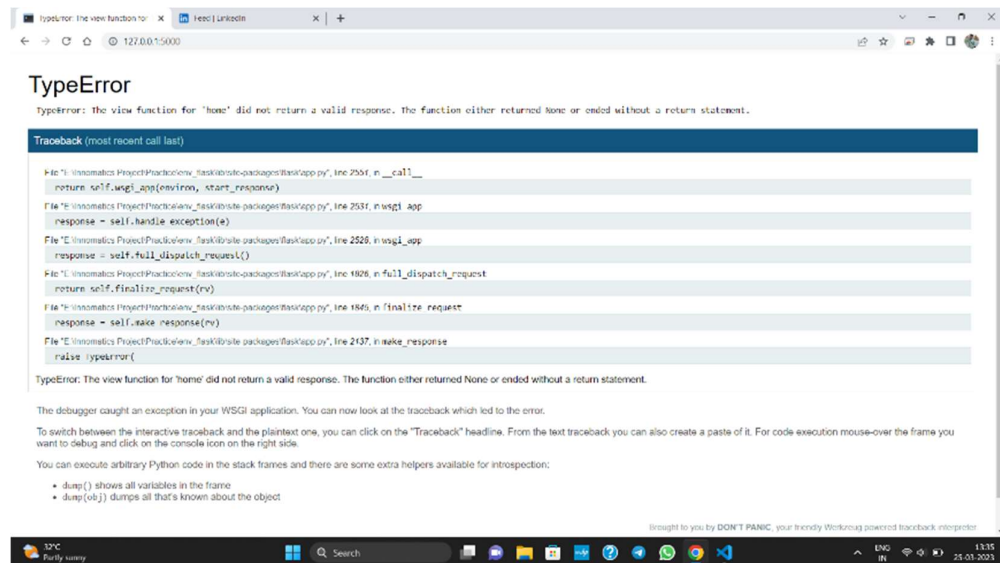 TypeError: The view function for
Feed | LinkedIn
127.0.0.1:5000
TypeError
TypeError: The view function for 'home' did not return a valid response. The function either returned None or ended without a return statement.
Traceback (most recent call last)
File "E:\Innomatics Project\Practice\env_flask\lib\site-packages\flask\app.py", line 2551, in __call__
return self.wsgi_app(environ, start_response)
File "E:\Innomatics Project\Practice\env_flask\lib\site-packages\flask\app.py", line 2531, in wsgi_app
response = self.handle_exception(e)
File "E:\Innomatics Project\Practice\env_flask\lib\site-packages\flask\app.py", line 2526, in wsgi_app
response = self.full_dispatch_request()
File "E:\Innomatics Project\Practice\env_flask\lib\site-packages\flask\app.py", line 1826, in full_dispatch_request
return self.finalize_request(rv)
File "E:\Innomatics Project\Practice\env_flask\lib\site-packages\flask\app.py", line 1845, in finalize_request
response = self.make_response(rv)
File "E:\Innomatics Project\Practice\env_flask\lib\site-packages\flask\app.py", line 2137, in make_response
raise TypeError(
TypeError: The view function for 'home' did not return a valid response. The function either returned None or ended without a return statement.
The debugger caught an exception in your WSGI application. You can now look at the traceback which led to the error.
To switch between the interactive traceback and the plaintext one, you can click on the "Traceback" headline. From the text traceback you can also create a paste of it. For code execution mouse-over the frame you
want to debug and click on the console icon on the right side.
You can execute arbitrary Python code in the stack frames and there are some extra helpers available for introspection:
• dump() shows all variables in the frame
• dump(obj) dumps all that's known about the object
Brought to you by DON'T PANIC, your friendly Werkzeug powered traceback interpreter
32°C
Partly sunny
Search
ENG
IN
13:35
25-03-2023